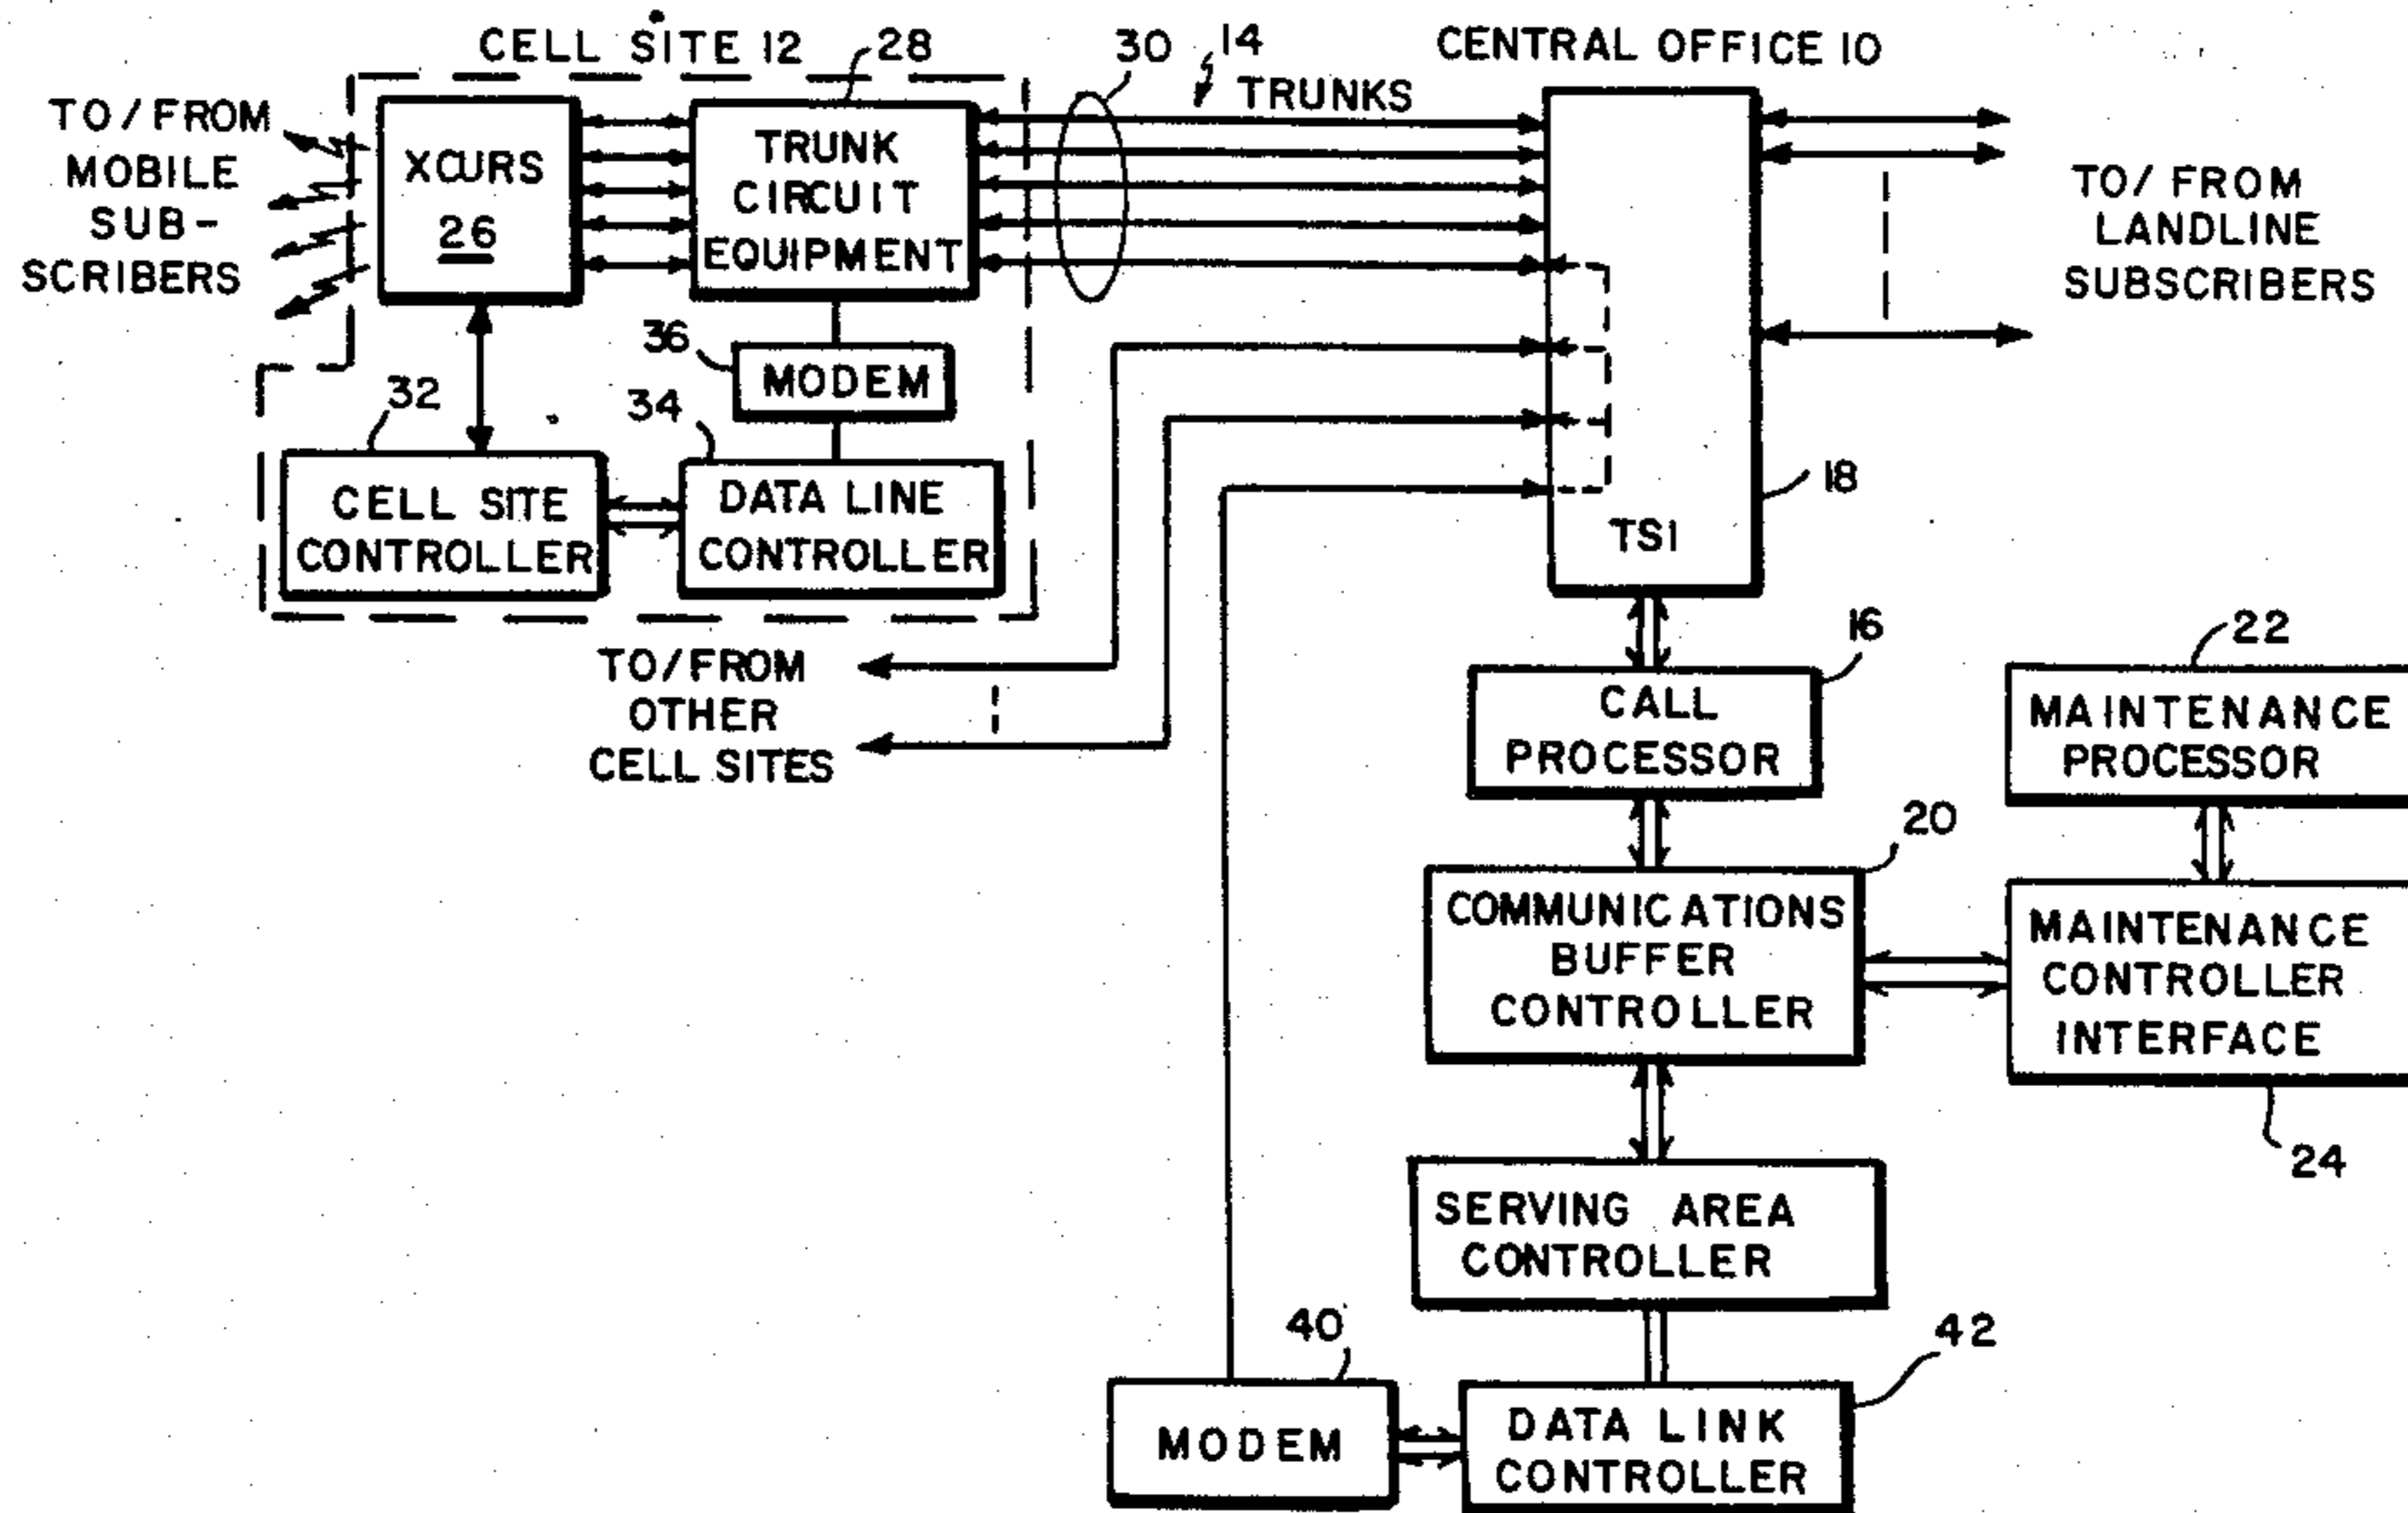 CELL SITE 12
28
30
14
TRUNKS
CENTRAL OFFICE 10
TO/FROM
MOBILE
SUB-
SCRIBERS
XCURS
26
TRUNK
CIRCUIT
EQUIPMENT
TO/FROM
LANDLINE
SUBSCRIBERS
36
MODEM
32
34
CELL SITE
CONTROLLER
DATA LINE
CONTROLLER
TSI
18
TO/FROM
OTHER
CELL SITES
16
CALL
PROCESSOR
22
MAINTENANCE
PROCESSOR
20
COMMUNICATIONS
BUFFER
CONTROLLER
MAINTENANCE
CONTROLLER
INTERFACE
24
SERVING AREA
CONTROLLER
40
MODEM
42
DATA LINK
CONTROLLER